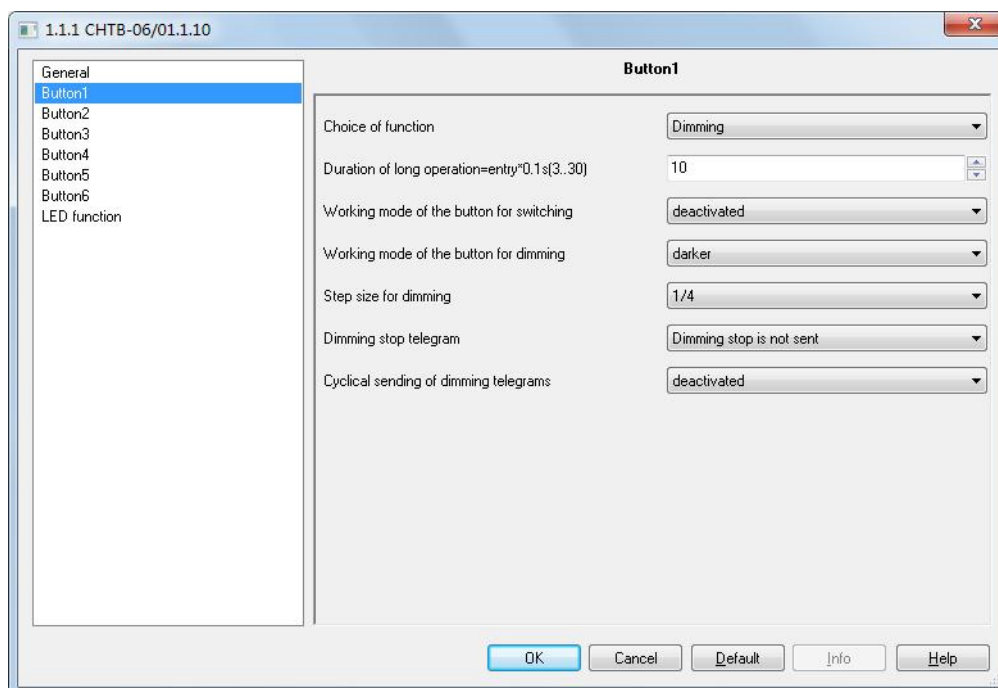 1.1.1 CHTB-06/01.1.10
General
Button1
Button2
Button3
Button4
Button5
Button6
LED function
Button1
Choice of function Dimming
Duration of long operation=entry*0.1s(3..30) 10
Working mode of the button for switching deactivated
Working mode of the button for dimming darker
Step size for dimming 1/4
Dimming stop telegram Dimming stop is not sent
Cyclical sending of dimming telegrams deactivated
OK Cancel Default Info Help